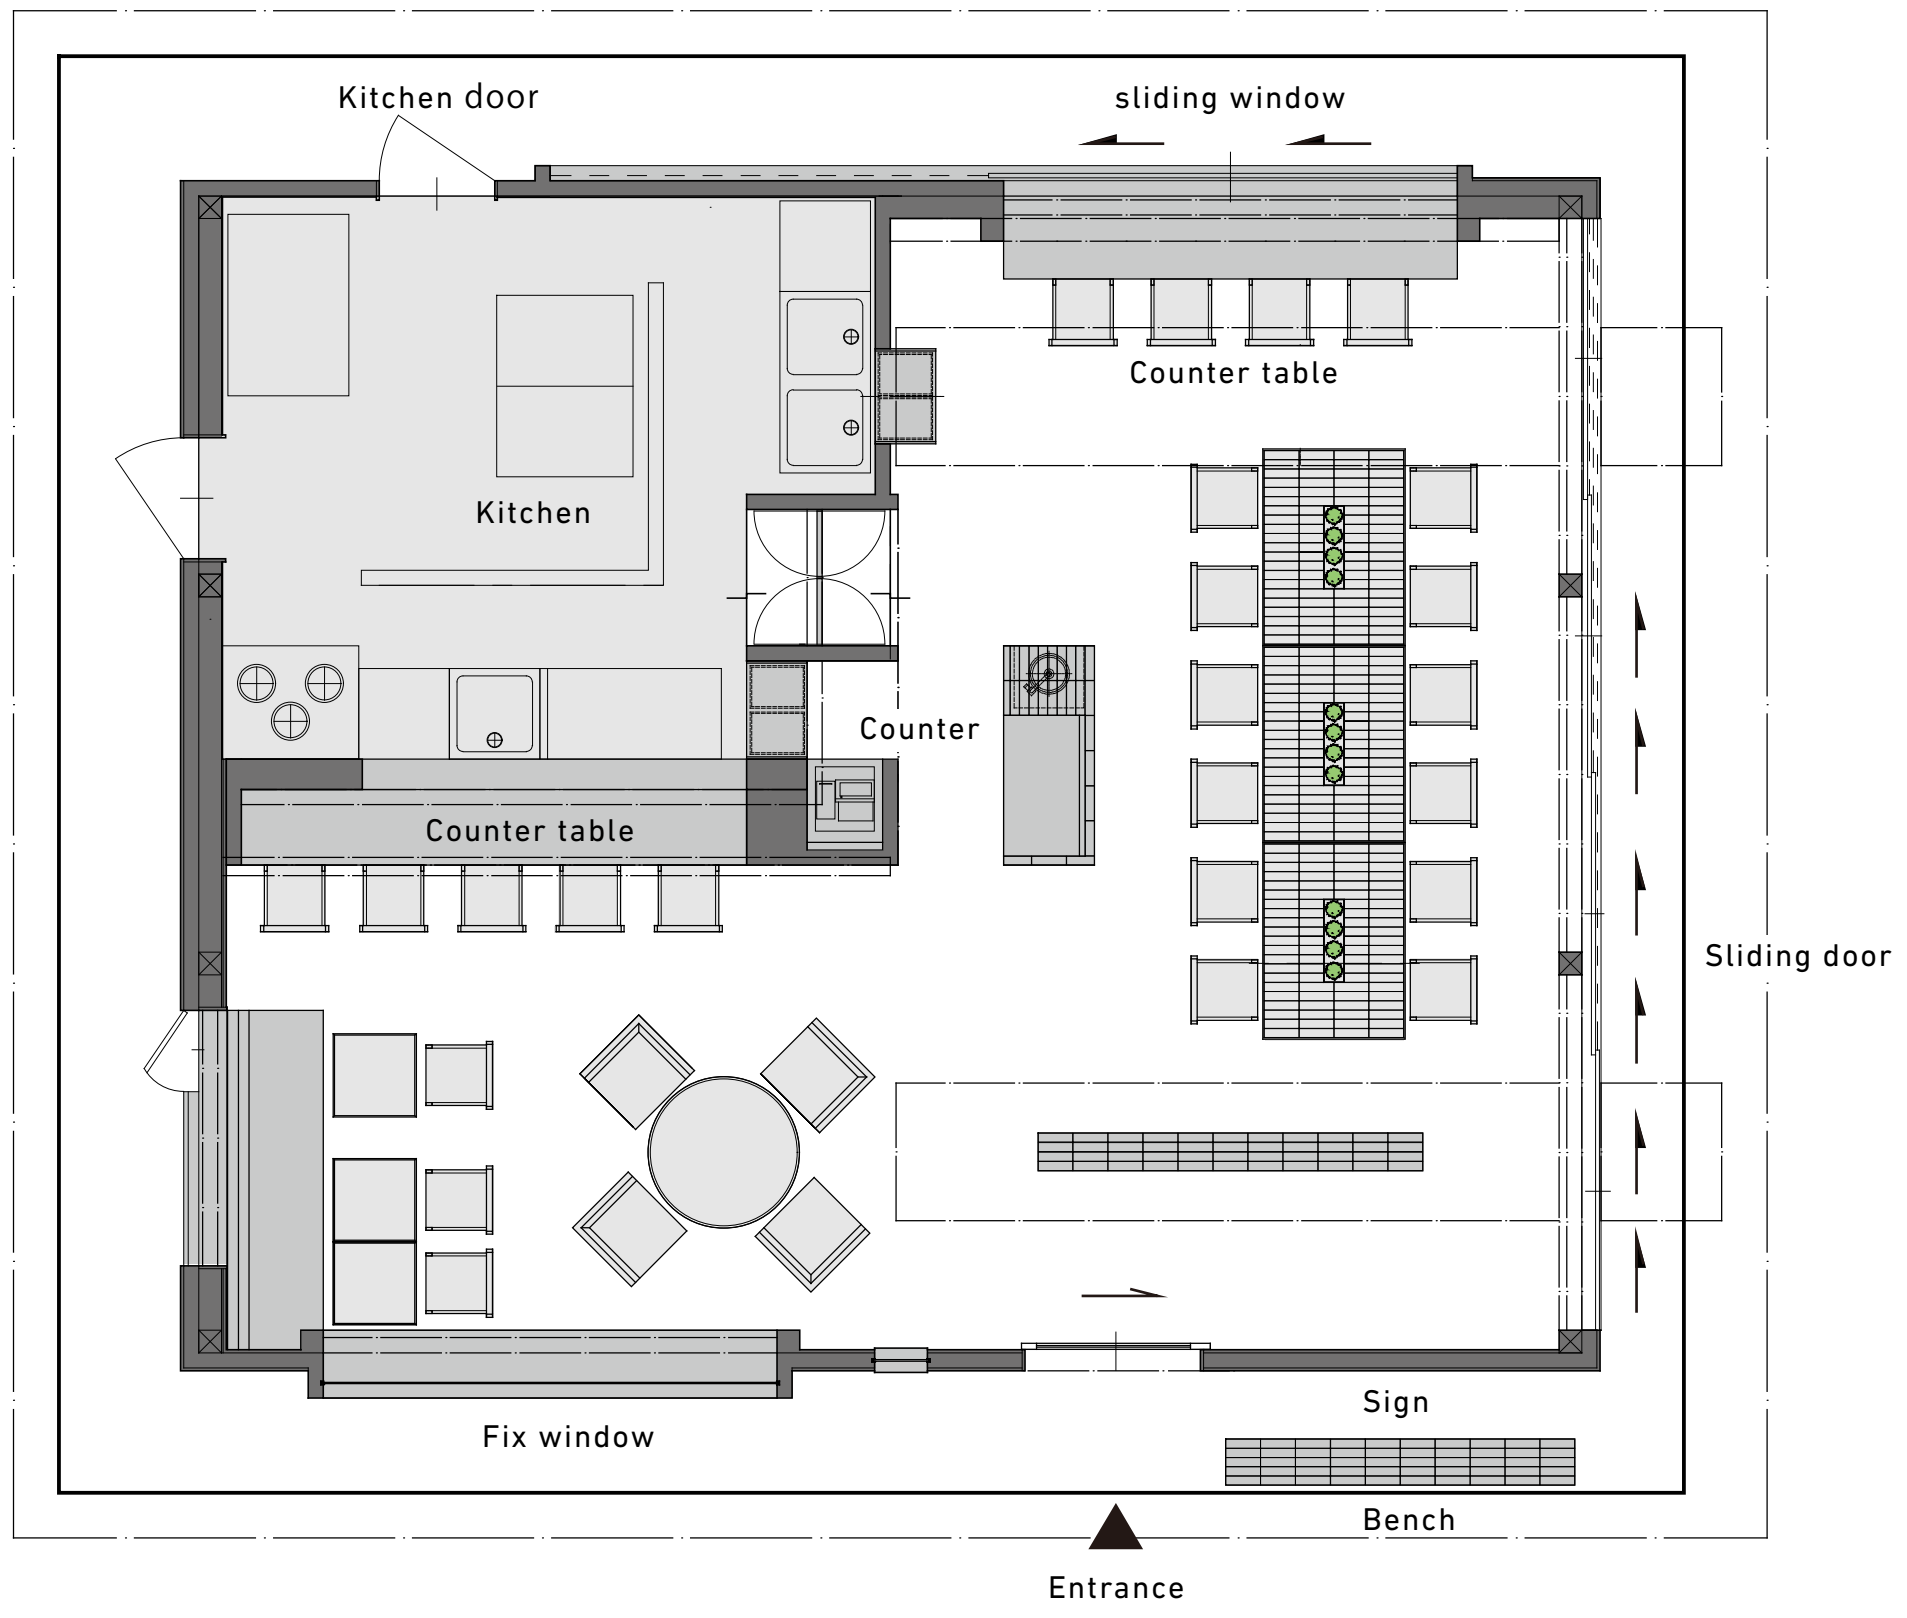 Kitchen door
sliding window
Counter table
Kitchen
Counter
Counter table
Sliding door
Sign
Fix window
Bench
Entrance